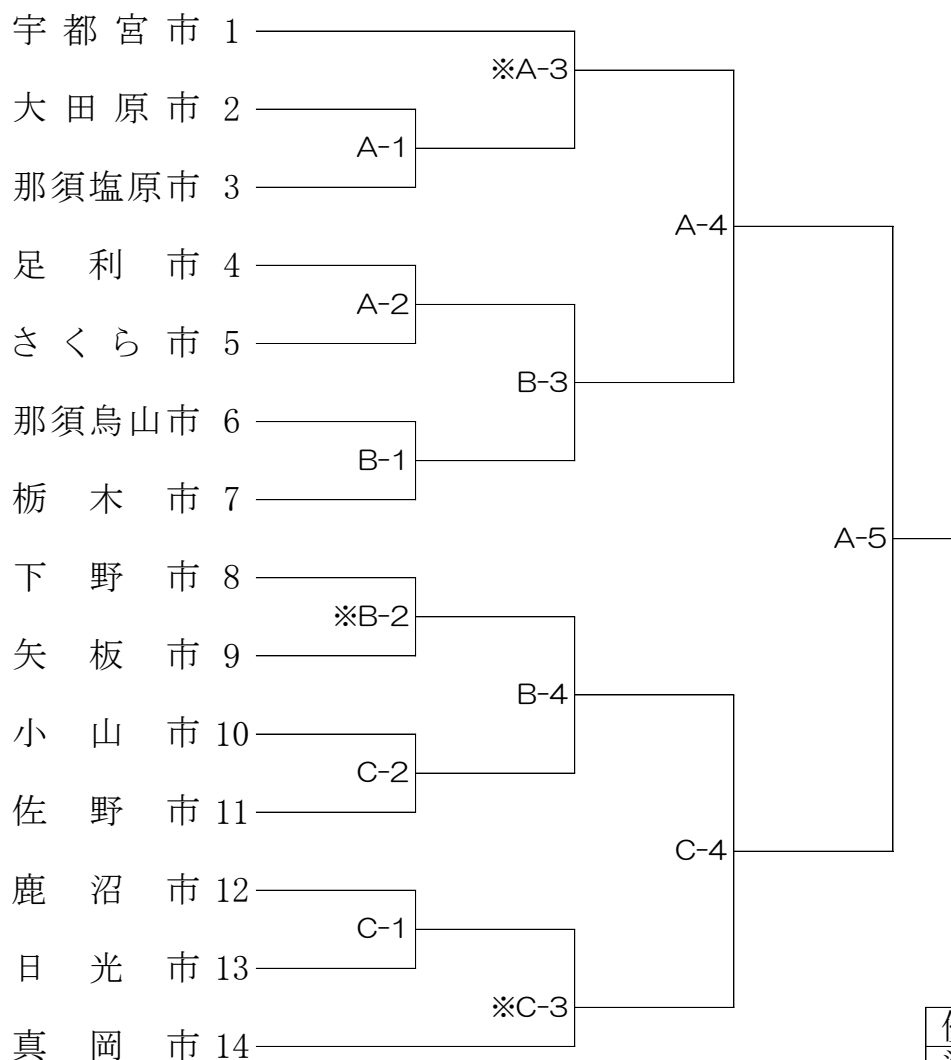 宇都宮市 1
※A-3
大田原市 2
A-1
那須塩原市 3
A-4
足利市 4
A-2
さくら市 5
B-3
那須烏山市 6
B-1
栃木市 7
A-5
下野市 8
※B-2
矢板市 9
B-4
小山市 10
C-2
佐野市 11
C-4
鹿沼市 12
C-1
日光市 13
※C-3
真岡市 14